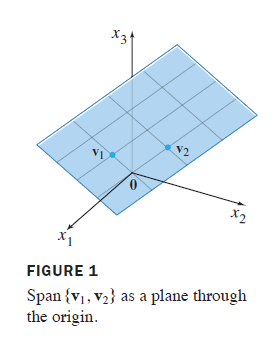 x₃
v₁
v₂
0
x₂
x₁
FIGURE 1
Span {v₁, v₂} as a plane through
the origin.